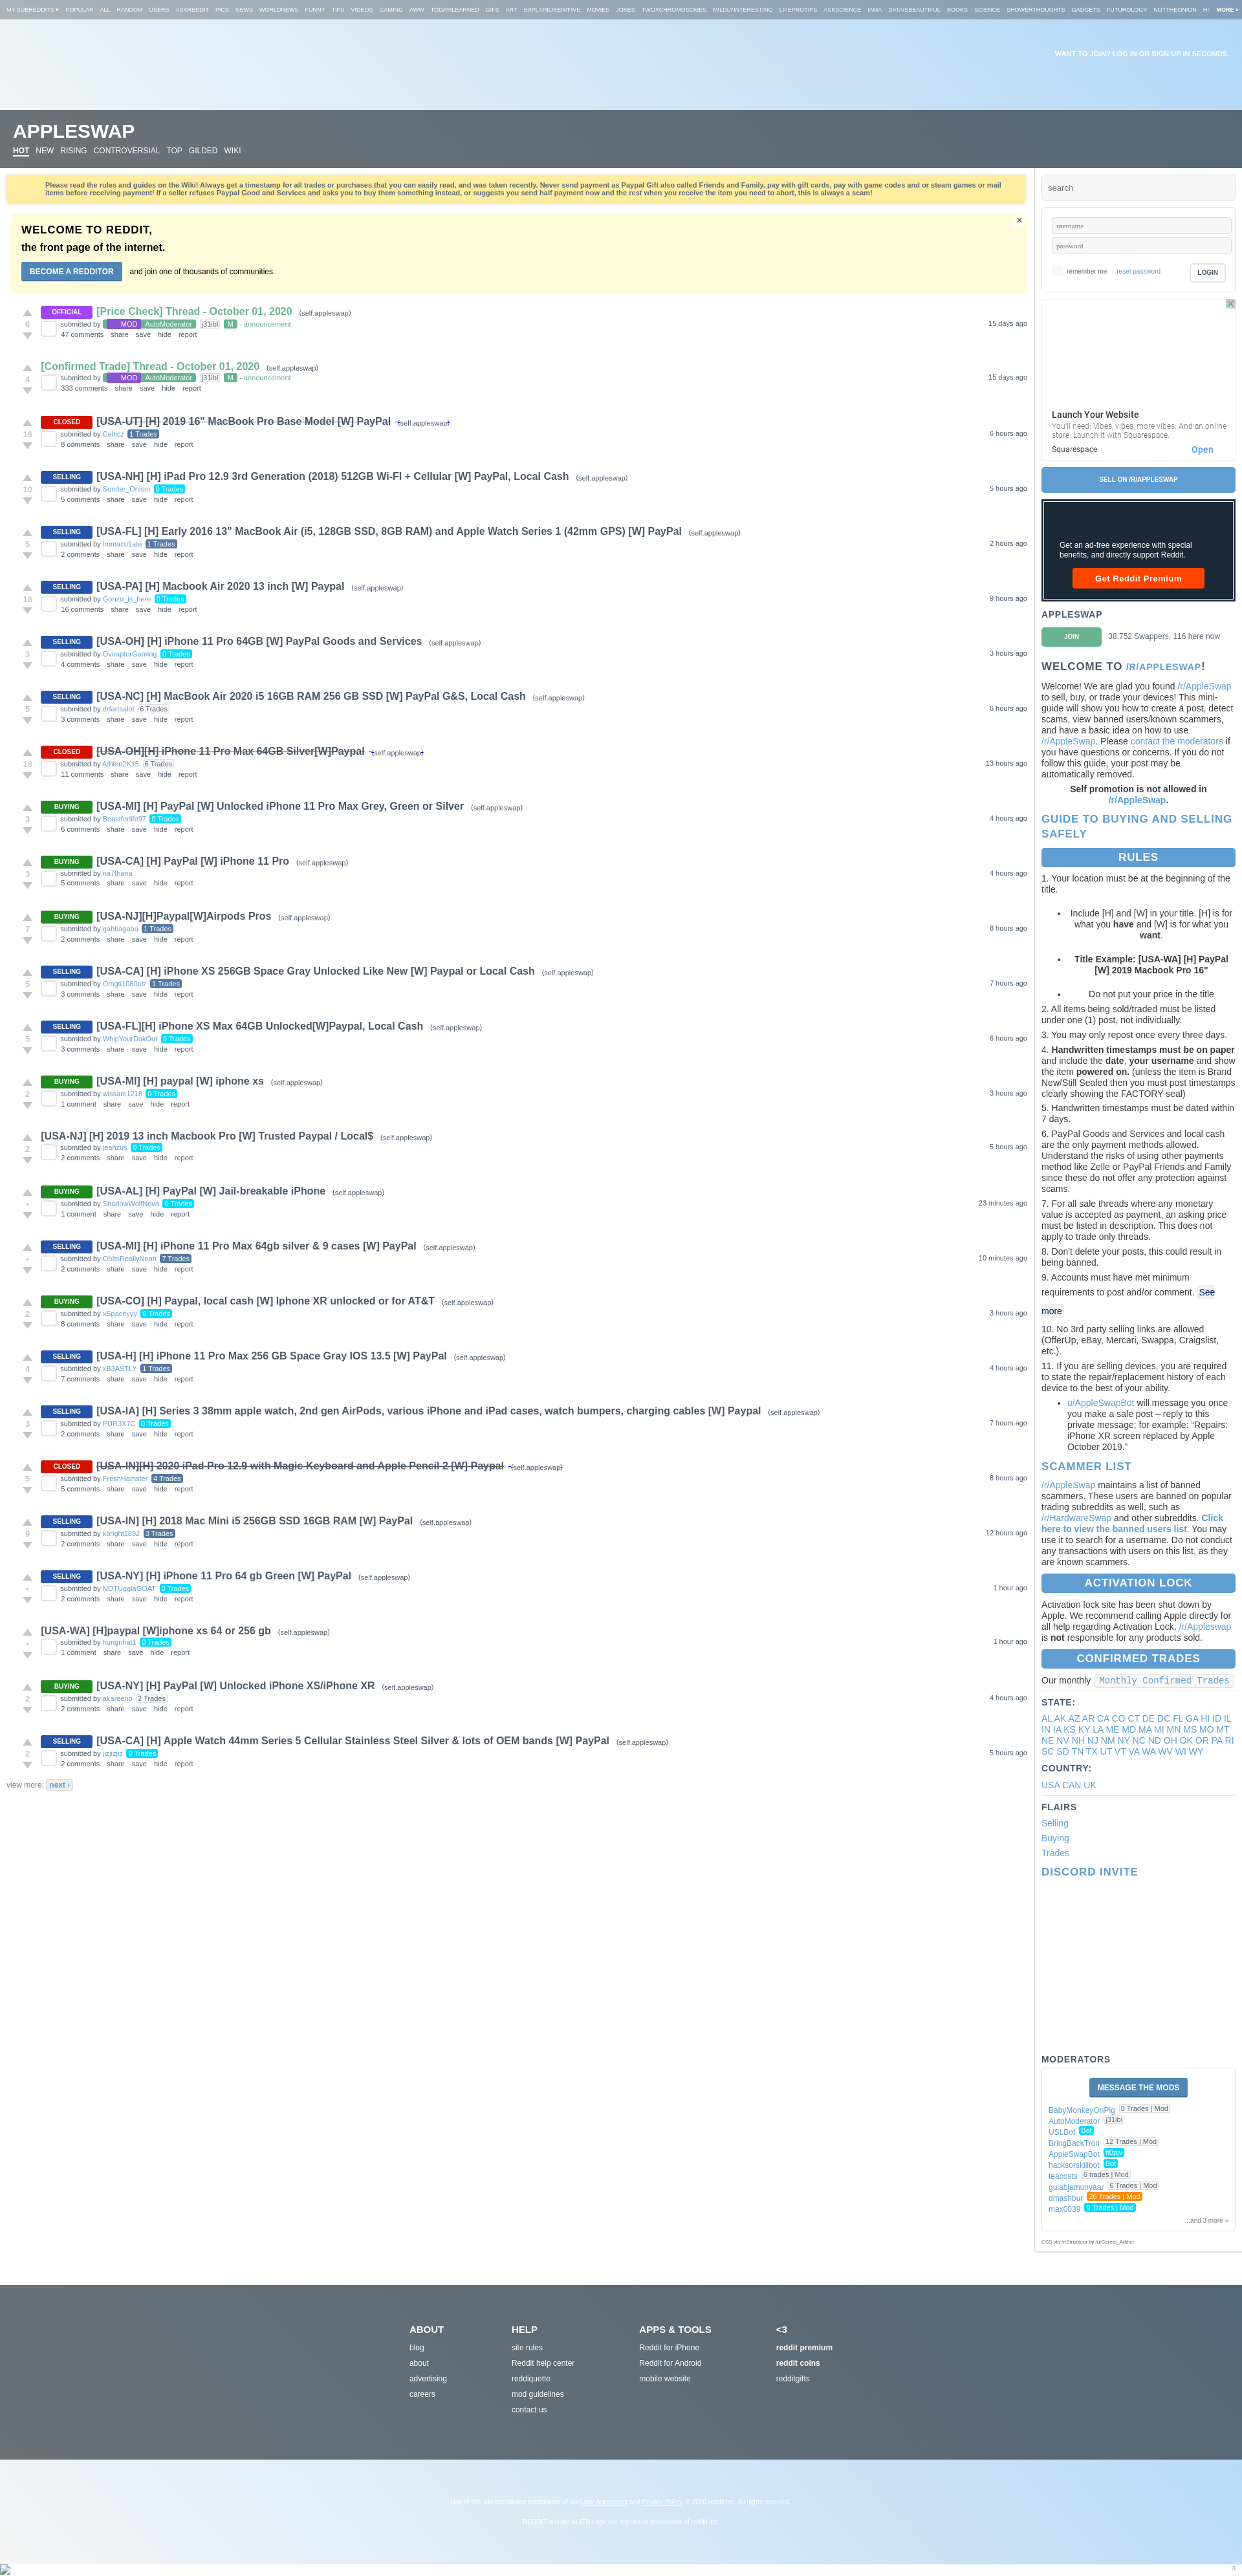 MY SUBREDDITS ▾ POPULAR ALL RANDOM USERS ASKREDDIT PICS NEWS WORLDNEWS FUNNY TIFU VIDEOS GAMING AWW TODAYILEARNED GIFS ART EXPLAINLIKEIMFIVE MOVIES JOKES TWOXCHROMOSOMES MILDLYINTERESTING LIFEPROTIPS ASKSCIENCE IAMA DATAISBEAUTIFUL BOOKS SCIENCE SHOWERTHOUGHTS GADGETS FUTUROLOGY NOTTHEONION HI MORE »
WANT TO JOIN? LOG IN OR SIGN UP IN SECONDS.
APPLESWAP
HOT NEW RISING CONTROVERSIAL TOP GILDED WIKI
Please read the rules and guides on the Wiki! Always get a timestamp for all trades or purchases that you can easily read, and was taken recently. Never send payment as Paypal Gift also called Friends and Family, pay with gift cards, pay with game codes and or steam games or mail
items before receiving payment! If a seller refuses Paypal Good and Services and asks you to buy them something instead, or suggests you send half payment now and the rest when you receive the item you need to abort, this is always a scam!
WELCOME TO REDDIT,
the front page of the internet.
BECOME A REDDITOR and join one of thousands of communities.
×
OFFICIAL [Price Check] Thread - October 01, 2020 (self.appleswap)
6 submitted by MOD AutoModerator j31ibl M - announcement 15 days ago
47 comments share save hide report
[Confirmed Trade] Thread - October 01, 2020 (self.appleswap)
4 submitted by MOD AutoModerator j31ibl M - announcement 15 days ago
333 comments share save hide report
CLOSED [USA-UT] [H] 2019 16" MacBook Pro Base Model [W] PayPal (self.appleswap)
16 submitted by Celticz 1 Trades 6 hours ago
8 comments share save hide report
SELLING [USA-NH] [H] iPad Pro 12.9 3rd Generation (2018) 512GB Wi-FI + Cellular [W] PayPal, Local Cash (self.appleswap)
10 submitted by Sonder_Onism 0 Trades 5 hours ago
5 comments share save hide report
SELLING [USA-FL] [H] Early 2016 13" MacBook Air (i5, 128GB SSD, 8GB RAM) and Apple Watch Series 1 (42mm GPS) [W] PayPal (self.appleswap)
5 submitted by Inmacu1ate 1 Trades 2 hours ago
2 comments share save hide report
SELLING [USA-PA] [H] Macbook Air 2020 13 inch [W] Paypal (self.appleswap)
16 submitted by Gonzo_is_here 0 Trades 9 hours ago
16 comments share save hide report
SELLING [USA-OH] [H] iPhone 11 Pro 64GB [W] PayPal Goods and Services (self.appleswap)
3 submitted by OviraptorGaming 0 Trades 3 hours ago
4 comments share save hide report
SELLING [USA-NC] [H] MacBook Air 2020 i5 16GB RAM 256 GB SSD [W] PayPal G&S, Local Cash (self.appleswap)
5 submitted by drfartsalot 6 Trades 6 hours ago
3 comments share save hide report
CLOSED [USA-OH][H] iPhone 11 Pro Max 64GB Silver[W]Paypal (self.appleswap)
18 submitted by Athlon2K15 6 Trades 13 hours ago
11 comments share save hide report
BUYING [USA-MI] [H] PayPal [W] Unlocked iPhone 11 Pro Max Grey, Green or Silver (self.appleswap)
3 submitted by Boostforlife97 0 Trades 4 hours ago
6 comments share save hide report
BUYING [USA-CA] [H] PayPal [W] iPhone 11 Pro (self.appleswap)
3 submitted by na7thana 4 hours ago
5 comments share save hide report
BUYING [USA-NJ][H]Paypal[W]Airpods Pros (self.appleswap)
7 submitted by gabbagaba 1 Trades 8 hours ago
2 comments share save hide report
SELLING [USA-CA] [H] iPhone XS 256GB Space Gray Unlocked Like New [W] Paypal or Local Cash (self.appleswap)
5 submitted by Omgti1080plz 1 Trades 7 hours ago
3 comments share save hide report
SELLING [USA-FL][H] iPhone XS Max 64GB Unlocked[W]Paypal, Local Cash (self.appleswap)
5 submitted by WhipYourDakOut 0 Trades 6 hours ago
3 comments share save hide report
BUYING [USA-MI] [H] paypal [W] iphone xs (self.appleswap)
2 submitted by wissam1218 0 Trades 3 hours ago
1 comment share save hide report
[USA-NJ] [H] 2019 13 inch Macbook Pro [W] Trusted Paypal / Local$ (self.appleswap)
2 submitted by jeanzus 0 Trades 5 hours ago
2 comments share save hide report
BUYING [USA-AL] [H] PayPal [W] Jail-breakable iPhone (self.appleswap)
• submitted by ShadowWolfNova 0 Trades 23 minutes ago
1 comment share save hide report
SELLING [USA-MI] [H] iPhone 11 Pro Max 64gb silver & 9 cases [W] PayPal (self.appleswap)
• submitted by OhItsReallyNoah 7 Trades 10 minutes ago
2 comments share save hide report
BUYING [USA-CO] [H] Paypal, local cash [W] Iphone XR unlocked or for AT&T (self.appleswap)
2 submitted by xSpaceyyy 0 Trades 3 hours ago
8 comments share save hide report
SELLING [USA-H] [H] iPhone 11 Pro Max 256 GB Space Gray IOS 13.5 [W] PayPal (self.appleswap)
4 submitted by xB3ASTLY 1 Trades 4 hours ago
7 comments share save hide report
SELLING [USA-IA] [H] Series 3 38mm apple watch, 2nd gen AirPods, various iPhone and iPad cases, watch bumpers, charging cables [W] Paypal (self.appleswap)
3 submitted by PUR3X7C 0 Trades 7 hours ago
2 comments share save hide report
CLOSED [USA-IN][H] 2020 iPad Pro 12.9 with Magic Keyboard and Apple Pencil 2 [W] Paypal (self.appleswap)
5 submitted by FreshHamster 4 Trades 8 hours ago
5 comments share save hide report
SELLING [USA-IN] [H] 2018 Mac Mini i5 256GB SSD 16GB RAM [W] PayPal (self.appleswap)
9 submitted by kbright1892 3 Trades 12 hours ago
2 comments share save hide report
SELLING [USA-NY] [H] iPhone 11 Pro 64 gb Green [W] PayPal (self.appleswap)
• submitted by NOTUgglaGOAT 0 Trades 1 hour ago
2 comments share save hide report
[USA-WA] [H]paypal [W]iphone xs 64 or 256 gb (self.appleswap)
• submitted by hungnhat1 0 Trades 1 hour ago
1 comment share save hide report
BUYING [USA-NY] [H] PayPal [W] Unlocked iPhone XS/iPhone XR (self.appleswap)
2 submitted by akareeno 2 Trades 4 hours ago
2 comments share save hide report
SELLING [USA-CA] [H] Apple Watch 44mm Series 5 Cellular Stainless Steel Silver & lots of OEM bands [W] PayPal (self.appleswap)
2 submitted by jizjizjiz 0 Trades 5 hours ago
2 comments share save hide report
view more: next ›
search
username
password
remember me reset password LOGIN
Launch Your Website
You'll need: Vibes, vibes, more vibes. And an online
store. Launch it with Squarespace.
Squarespace Open
SELL ON /R/APPLESWAP
Get an ad-free experience with special
benefits, and directly support Reddit.
Get Reddit Premium
APPLESWAP
JOIN 38,752 Swappers, 116 here now
WELCOME TO /R/APPLESWAP!
Welcome! We are glad you found /r/AppleSwap
to sell, buy, or trade your devices! This mini-
guide will show you how to create a post, detect
scams, view banned users/known scammers,
and have a basic idea on how to use
/r/AppleSwap. Please contact the moderators if
you have questions or concerns. If you do not
follow this guide, your post may be
automatically removed.
Self promotion is not allowed in
/r/AppleSwap.
GUIDE TO BUYING AND SELLING
SAFELY
RULES
1. Your location must be at the beginning of the
title.
• Include [H] and [W] in your title. [H] is for
what you have and [W] is for what you
want.
• Title Example: [USA-WA] [H] PayPal
[W] 2019 Macbook Pro 16"
• Do not put your price in the title
2. All items being sold/traded must be listed
under one (1) post, not individually.
3. You may only repost once every three days.
4. Handwritten timestamps must be on paper
and include the date, your username and show
the item powered on. (unless the item is Brand
New/Still Sealed then you must post timestamps
clearly showing the FACTORY seal)
5. Handwritten timestamps must be dated within
7 days.
6. PayPal Goods and Services and local cash
are the only payment methods allowed.
Understand the risks of using other payments
method like Zelle or PayPal Friends and Family
since these do not offer any protection against
scams.
7. For all sale threads where any monetary
value is accepted as payment, an asking price
must be listed in description. This does not
apply to trade only threads.
8. Don't delete your posts, this could result in
being banned.
9. Accounts must have met minimum
requirements to post and/or comment. See
more
10. No 3rd party selling links are allowed
(OfferUp, eBay, Mercari, Swappa, Craigslist,
etc.).
11. If you are selling devices, you are required
to state the repair/replacement history of each
device to the best of your ability.
• u/AppleSwapBot will message you once
you make a sale post – reply to this
private message; for example: “Repairs:
iPhone XR screen replaced by Apple
October 2019.”
SCAMMER LIST
/r/AppleSwap maintains a list of banned
scammers. These users are banned on popular
trading subreddits as well, such as
/r/HardwareSwap and other subreddits. Click
here to view the banned users list. You may
use it to search for a username. Do not conduct
any transactions with users on this list, as they
are known scammers.
ACTIVATION LOCK
Activation lock site has been shut down by
Apple. We recommend calling Apple directly for
all help regarding Activation Lock, /r/Appleswap
is not responsible for any products sold.
CONFIRMED TRADES
Our monthly Monthly Confirmed Trades
STATE:
AL AK AZ AR CA CO CT DE DC FL GA HI ID IL
IN IA KS KY LA ME MD MA MI MN MS MO MT
NE NV NH NJ NM NY NC ND OH OK OR PA RI
SC SD TN TX UT VT VA WA WV WI WY
COUNTRY:
USA CAN UK
FLAIRS
Selling
Buying
Trades
DISCORD INVITE
MODERATORS
MESSAGE THE MODS
BabyMonkeyOnPig 8 Trades | Mod
AutoModerator j31ibl
USLBot Bot
BringBackTron 12 Trades | Mod
AppleSwapBot ft0pjv
hacksorskillbot Bot
teacosts 6 trades | Mod
gulabjamunyaar 6 Trades | Mod
dmashbur 26 Trades | Mod
max0039 0 Trades | Mod
...and 3 more »
CSS via /r/Structura by /u/Cereal_Addict
ABOUT
blog
about
advertising
careers
HELP
site rules
Reddit help center
reddiquette
mod guidelines
contact us
APPS & TOOLS
Reddit for iPhone
Reddit for Android
mobile website
<3
reddit premium
reddit coins
redditgifts
Use of this site constitutes acceptance of our User Agreement and Privacy Policy. © 2020 reddit inc. All rights reserved.
REDDIT and the ALIEN Logo are registered trademarks of reddit inc.
π